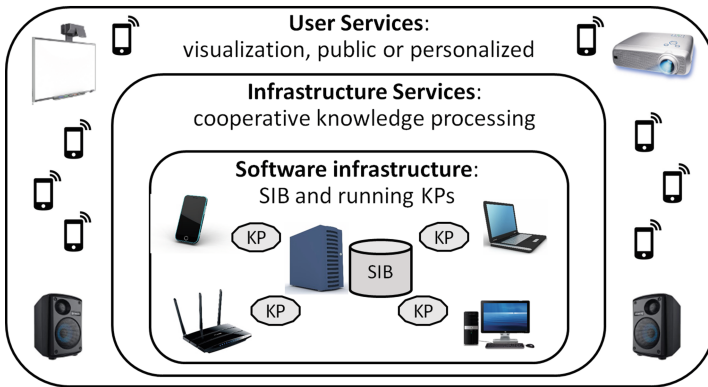 User Services:
visualization, public or personalized
Infrastructure Services:
cooperative knowledge processing
Software infrastructure:
SIB and running KPs
KP
KP
SIB
KP
KP